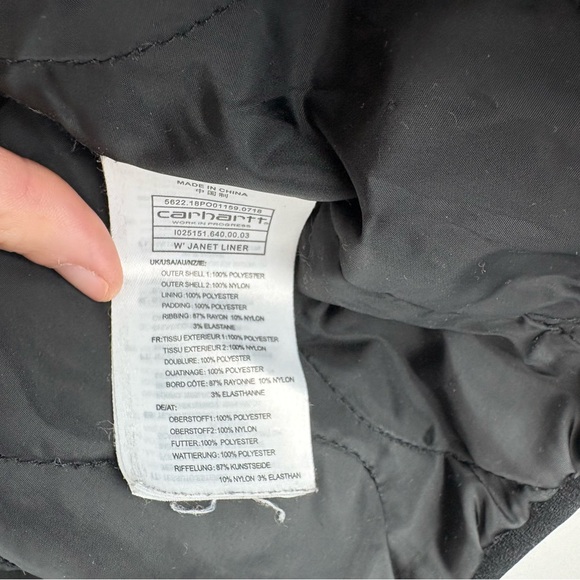 MADE IN CHINA
中国制
5622.18PO01159.0718
carhartt
WORK IN PROGRESS
I025151.640.00.03
W' JANET LINER
UK/USA/AU/NZ/IE:
OUTER SHELL 1: 100% POLYESTER
OUTER SHELL 2: 100% NYLON
LINING: 100% POLYESTER
PADDING: 100% POLYESTER
RIBBING: 87% RAYON 10% NYLON
3% ELASTANE
FR: TISSU EXTERIEUR 1: 100% POLYESTER
TISSU EXTERIEUR 2: 100% NYLON
DOUBLURE: 100% POLYESTER
OUATINAGE: 100% POLYESTER
BORD CÔTE: 87% RAYONNE 10% NYLON
3% ELASTHANNE
DE/AT:
OBERSTOFF1: 100% POLYESTER
OBERSTOFF2: 100% NYLON
FUTTER: 100% POLYESTER
WATTIERUNG: 100% POLYESTER
RIFFELUNG: 87% KUNSTSEIDE
10% NYLON 3% ELASTHAN